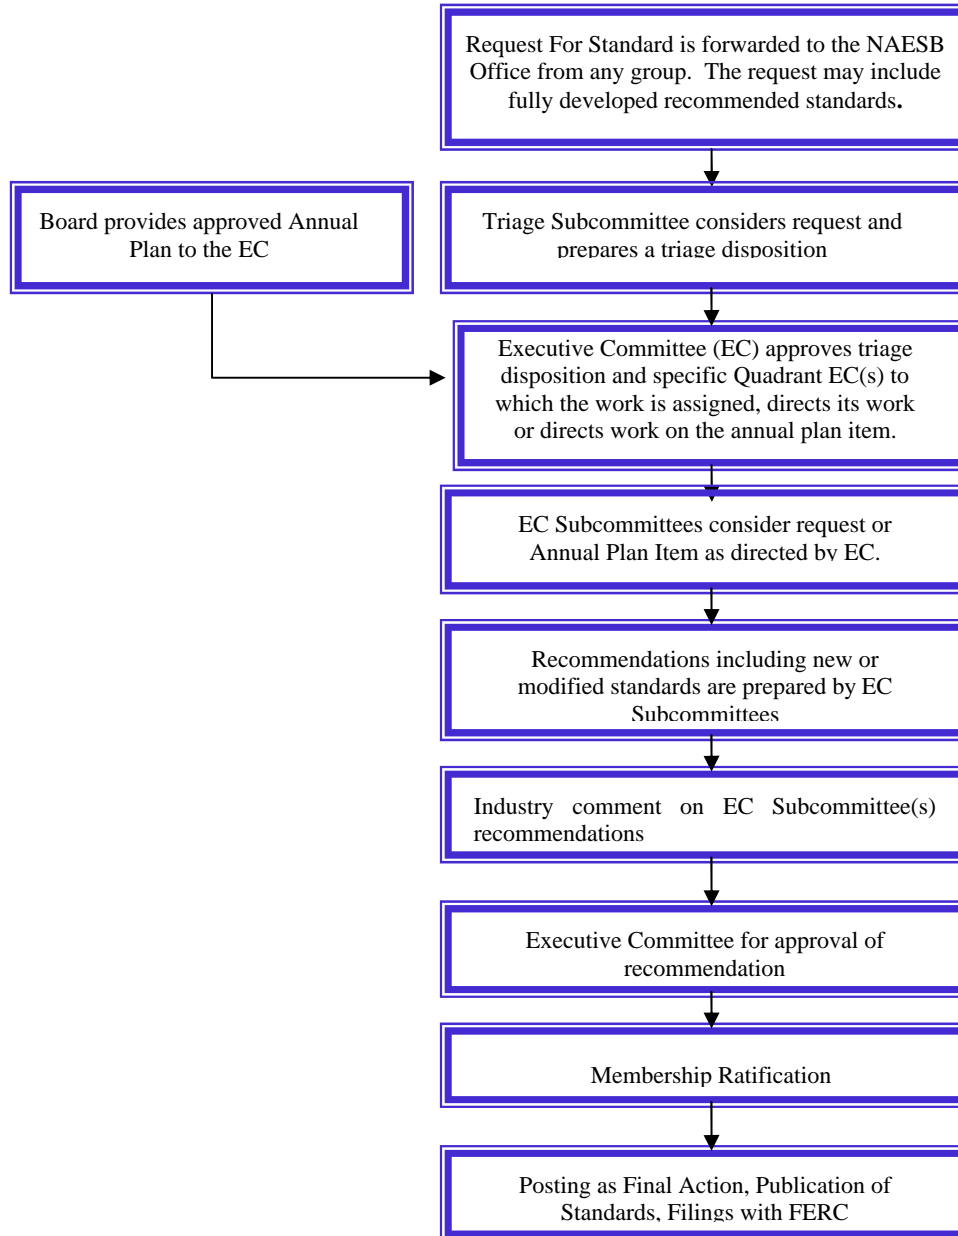 Request For Standard is forwarded to the NAESB
Office from any group. The request may include
fully developed recommended standards.
Board provides approved Annual
Plan to the EC
Triage Subcommittee considers request and
prepares a triage disposition
Executive Committee (EC) approves triage
disposition and specific Quadrant EC(s) to
which the work is assigned, directs its work
or directs work on the annual plan item.
EC Subcommittees consider request or
Annual Plan Item as directed by EC.
Recommendations including new or
modified standards are prepared by EC
Subcommittees
Industry comment on EC Subcommittee(s)
recommendations
Executive Committee for approval of
recommendation
Membership Ratification
Posting as Final Action, Publication of
Standards, Filings with FERC